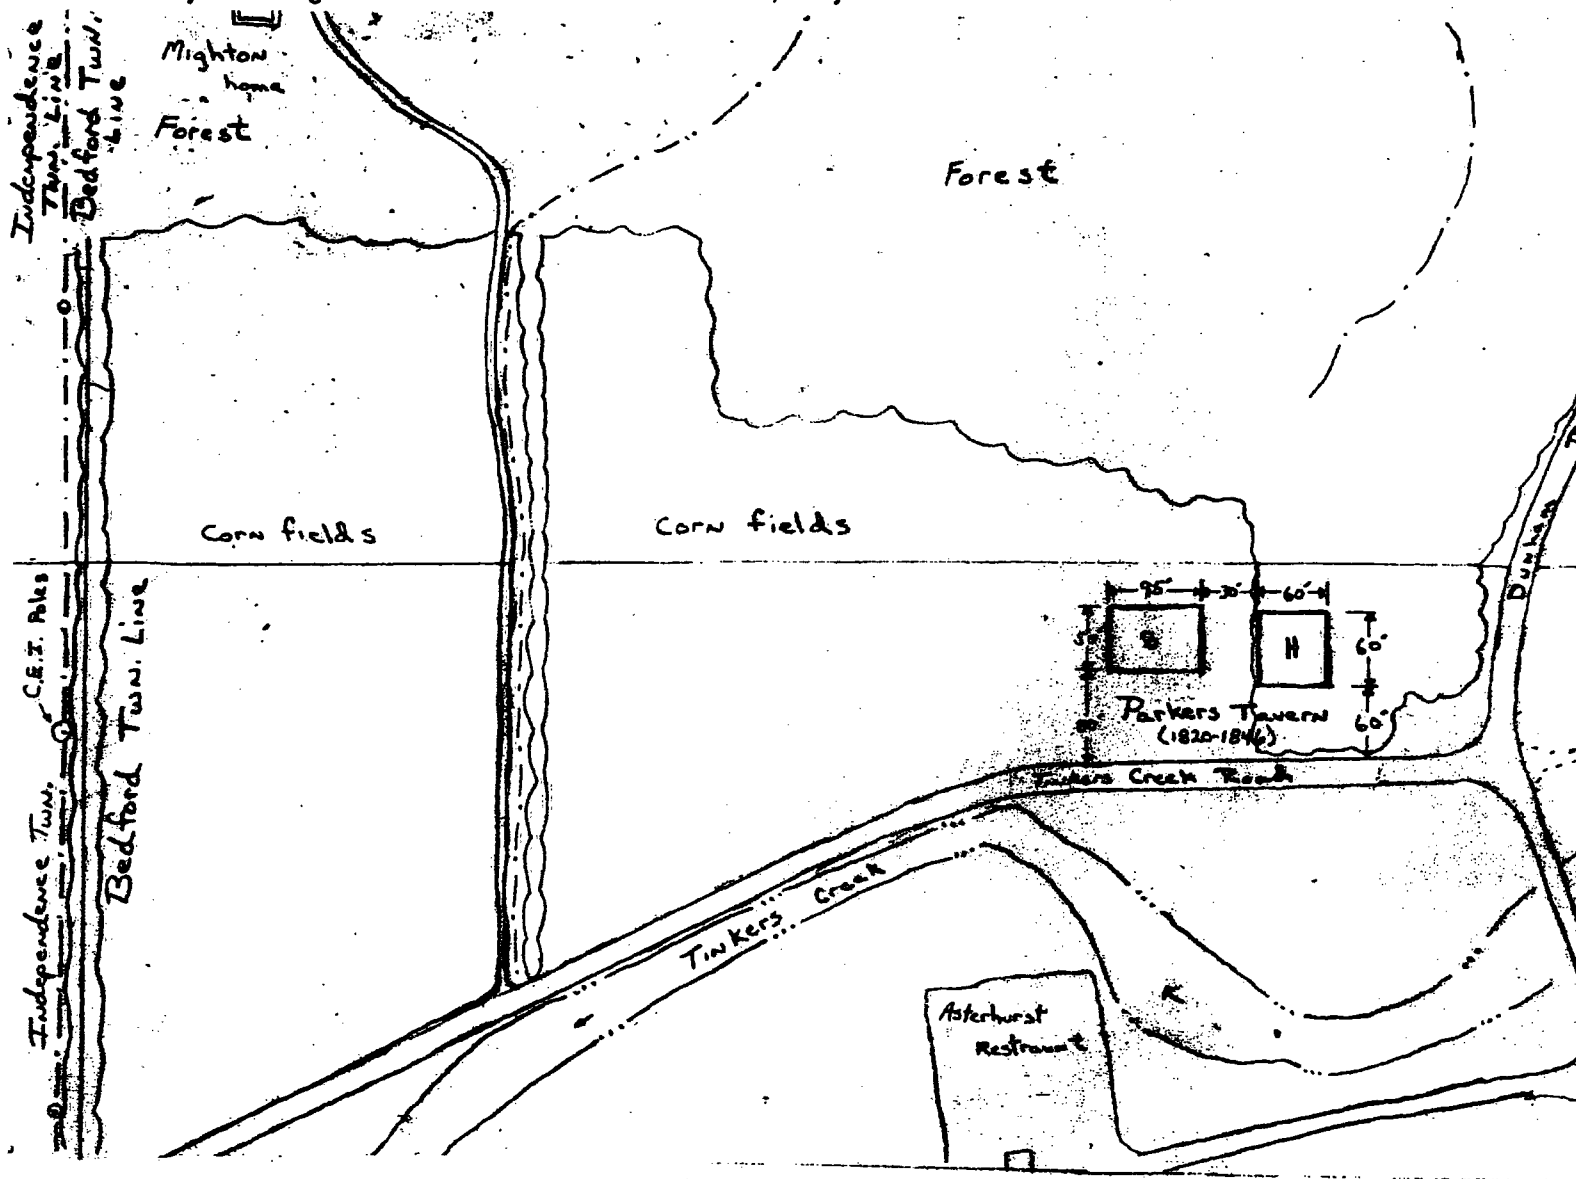 Independence
Twn. Line
Bedford Twn.
Line
Mighton
home
Forest
Forest
Corn fields
Corn fields
Dunham
C.E.I. Poles
95'
30'
60'
B
H
60'
Parkers Tavern
(1820-1846)
60'
Tinkers Creek Road
Bedford Twn. Line
Independence Twn.
Tinkers Creek
Asterhurst
Restraunt